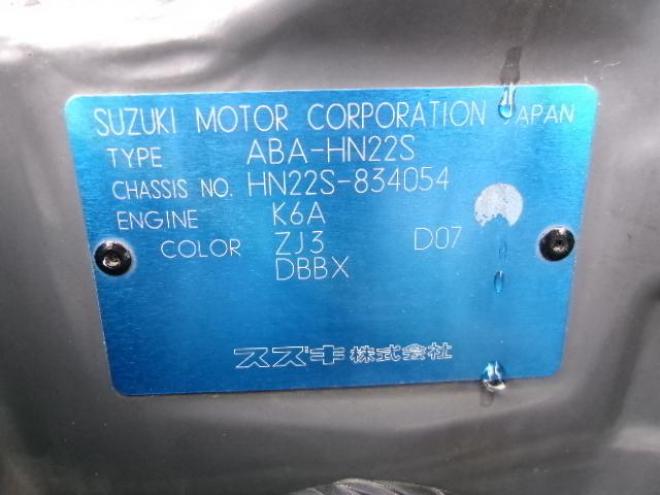 SUZUKI MOTOR CORPORATION JAPAN
TYPE ABA-HN22S
CHASSIS NO. HN22S-834054
ENGINE K6A
COLOR ZJ3 D07
DBBX
スズキ株式会社